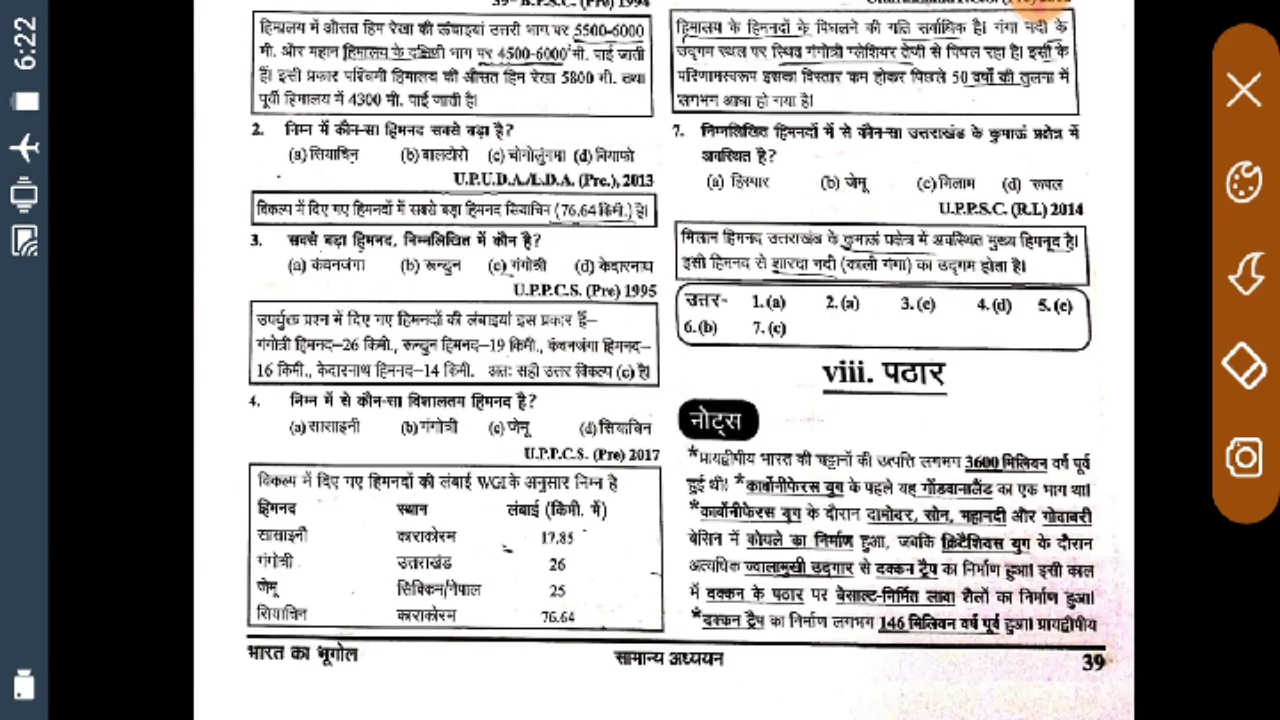 6:22
39th B.P.S.C. (Pre) 1994
हिमालय में औसत हिम रेखा की ऊंचाइयां उत्तरी भाग पर 5500-6000
मी. और महान हिमालय के दक्षिणी भाग पर 4500-6000 मी. पाई जाती
हैं। इसी प्रकार पश्चिमी हिमालय की औसत हिम रेखा 5800 मी. तथा
पूर्वी हिमालय में 4300 मी. पाई जाती है।
2. निम्न में कौन-सा हिमनद सबसे बड़ा है?
(a) सियाचिन (b) बालटोरो (c) चोगोलुंगमा (d) बियाफो
U.P.U.D.A./L.D.A. (Pre.), 2013
विकल्प में दिए गए हिमनदों में सबसे बड़ा हिमनद सियाचिन (76.64 किमी.) है।
3. सबसे बड़ा हिमनद, निम्नलिखित में कौन है?
(a) कंचनजंगा (b) रून्दुन (c) गंगोत्री (d) केदारनाथ
U.P.P.C.S. (Pre) 1995
उपर्युक्त प्रश्न में दिए गए हिमनदों की लंबाइयां इस प्रकार हैं–
गंगोत्री हिमनद–26 किमी., रून्दुन हिमनद–19 किमी., कंचनजंगा हिमनद–
16 किमी., केदारनाथ हिमनद–14 किमी. अतः सही उत्तर विकल्प (c) है।
4. निम्न में से कौन-सा विशालतम हिमनद है?
(a) सासाइनी (b) गंगोत्री (c) जेमू (d) सियाचिन
U.P.P.C.S. (Pre) 2017
विकल्प में दिए गए हिमनदों की लंबाई WGI के अनुसार निम्न है
हिमनद स्थान लंबाई (किमी. में)
सासाइनी काराकोरम 17.85
गंगोत्री उत्तराखंड 26
जेमू सिक्किम/नेपाल 25
सियाचिन काराकोरम 76.64
हिमालय के हिमनदों के पिघलने की गति सर्वाधिक है। गंगा नदी के
उद्गम स्थल पर स्थित गंगोत्री ग्लेशियर तेजी से पिघल रहा है। इसी के
परिणामस्वरूप इसका विस्तार कम होकर पिछले 50 वर्षों की तुलना में
लगभग आधा हो गया है।
7. निम्नलिखित हिमनदों में से कौन-सा उत्तराखंड के कुमाऊं प्रक्षेत्र में
अवस्थित है?
(a) हिस्पार (b) जेमू (c) मिलाम (d) रूपल
U.P.P.S.C. (R.I.) 2014
मिलाम हिमनद उत्तराखंड के कुमाऊं प्रक्षेत्र में अवस्थित मुख्य हिमनद है।
इसी हिमनद से शारदा नदी (काली गंगा) का उद्गम होता है।
उत्तर- 1.(a) 2.(a) 3.(c) 4.(d) 5.(c)
6.(b) 7.(c)
viii. पठार
नोट्स
*प्रायद्वीपीय भारत की चट्टानों की उत्पत्ति लगभग 3600 मिलियन वर्ष पूर्व
हुई थी। *कार्बोनीफेरस युग के पहले यह गोंडवानालैंड का एक भाग था।
*कार्बोनीफेरस युग के दौरान दामोदर, सोन, महानदी और गोदावरी
बेसिन में कोयले का निर्माण हुआ, जबकि क्रिटैशियस युग के दौरान
अत्यधिक ज्वालामुखी उद्गार से दक्कन ट्रैप का निर्माण हुआ। इसी काल
में दक्कन के पठार पर बेसाल्ट-निर्मित लावा शैलों का निर्माण हुआ।
*दक्कन ट्रैप का निर्माण लगभग 146 मिलियन वर्ष पूर्व हुआ। प्रायद्वीपीय
भारत का भूगोल सामान्य अध्ययन 39